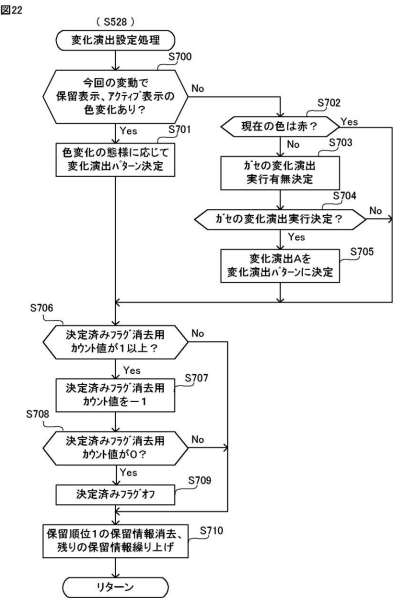 図22
(S528)
変化演出設定処理
S700
今回の変動で
保留表示、アクティブ表示の
色変化あり？
No
Yes
S701
色変化の態様に応じて
変化演出パターン決定
S702
現在の色は赤？
Yes
No
S703
ガセの変化演出
実行有無決定
S704
ガセの変化演出実行決定？
No
Yes
S705
変化演出Aを
変化演出パターンに決定
S706
決定済みフラグ消去用
カウント値が1以上？
No
Yes
S707
決定済みフラグ消去用
カウント値を－1
S708
決定済みフラグ消去用
カウント値が0？
No
Yes
S709
決定済みフラグオフ
S710
保留順位1の保留情報消去、
残りの保留情報繰り上げ
リターン